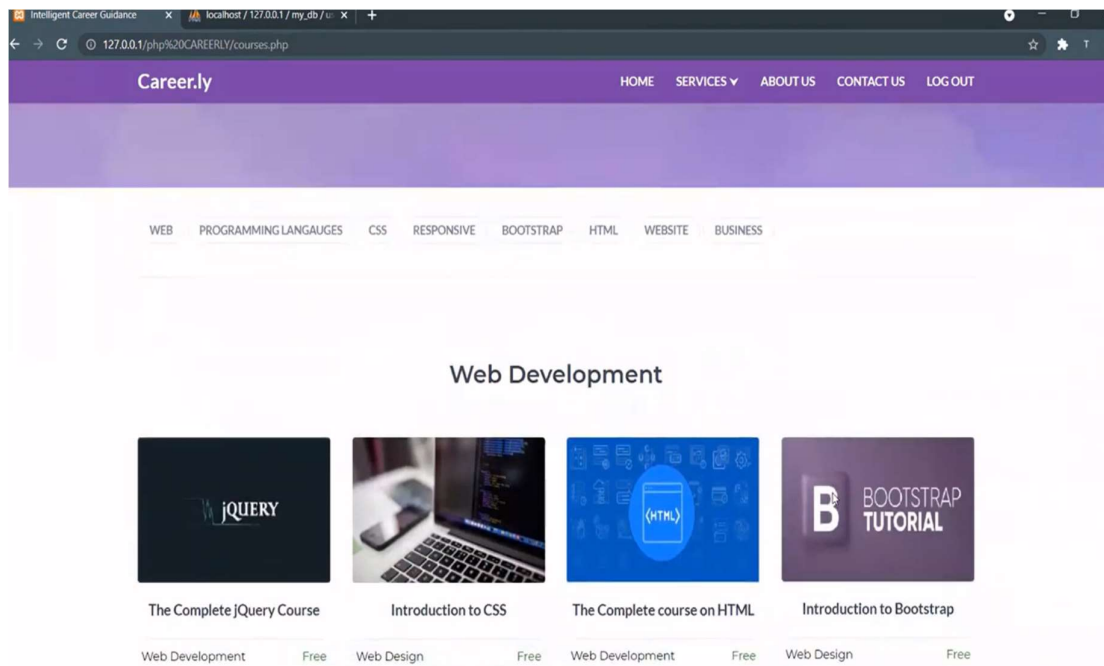 Intelligent Career Guidance
localhost / 127.0.0.1 / my_db / us
127.0.0.1/php%20CAREERLY/courses.php
T
Career.ly
HOME SERVICES ABOUT US CONTACT US LOG OUT
WEB PROGRAMMING LANGAUGES CSS RESPONSIVE BOOTSTRAP HTML WEBSITE BUSINESS
Web Development
jQUERY
<HTML>
B BOOTSTRAP
TUTORIAL
The Complete jQuery Course Introduction to CSS The Complete course on HTML Introduction to Bootstrap
Web Development Free Web Design Free Web Development Free Web Design Free